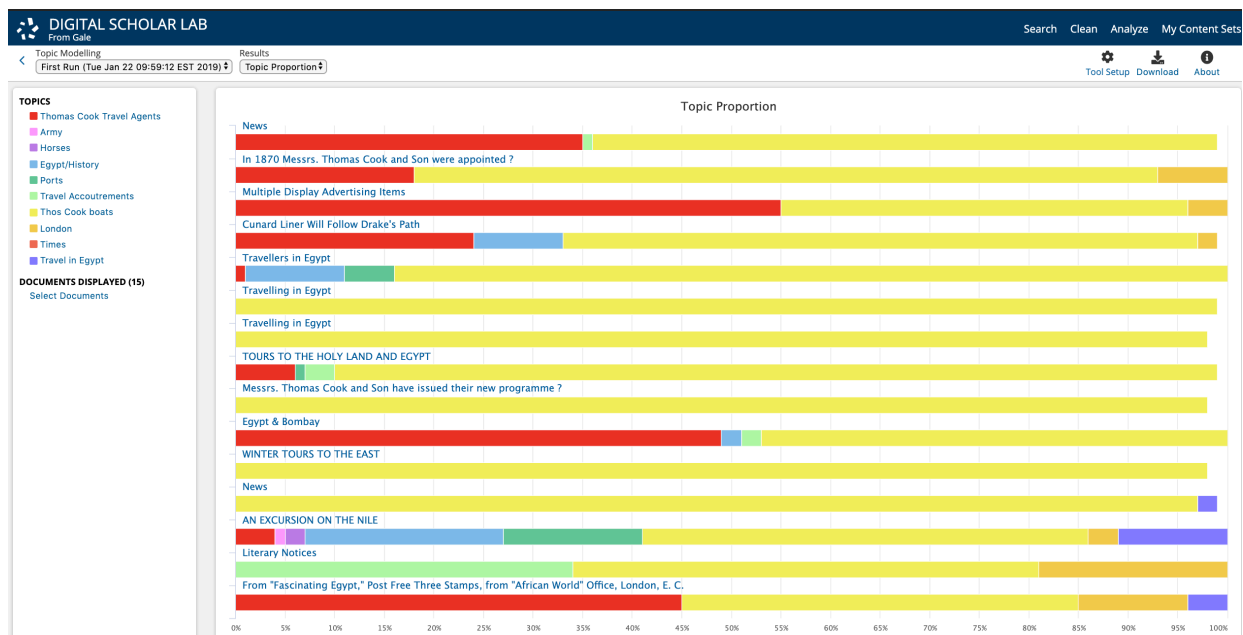 DIGITAL SCHOLAR LAB
From Gale
Search Clean Analyze My Content Sets
Topic Modelling
First Run (Tue Jan 22 09:59:12 EST 2019)
Results
Topic Proportion
Tool Setup Download About
TOPICS
Thomas Cook Travel Agents
Army
Horses
Egypt/History
Ports
Travel Accoutrements
Thos Cook boats
London
Times
Travel in Egypt
DOCUMENTS DISPLAYED (15)
Select Documents
Topic Proportion
News
In 1870 Messrs. Thomas Cook and Son were appointed ?
Multiple Display Advertising Items
Cunard Liner Will Follow Drake's Path
Travellers in Egypt
Travelling in Egypt
Travelling in Egypt
TOURS TO THE HOLY LAND AND EGYPT
Messrs. Thomas Cook and Son have issued their new programme ?
Egypt & Bombay
WINTER TOURS TO THE EAST
News
AN EXCURSION ON THE NILE
Literary Notices
From "Fascinating Egypt," Post Free Three Stamps, from "African World" Office, London, E. C.
0% 5% 10% 15% 20% 25% 30% 35% 40% 45% 50% 55% 60% 65% 70% 75% 80% 85% 90% 95% 100%